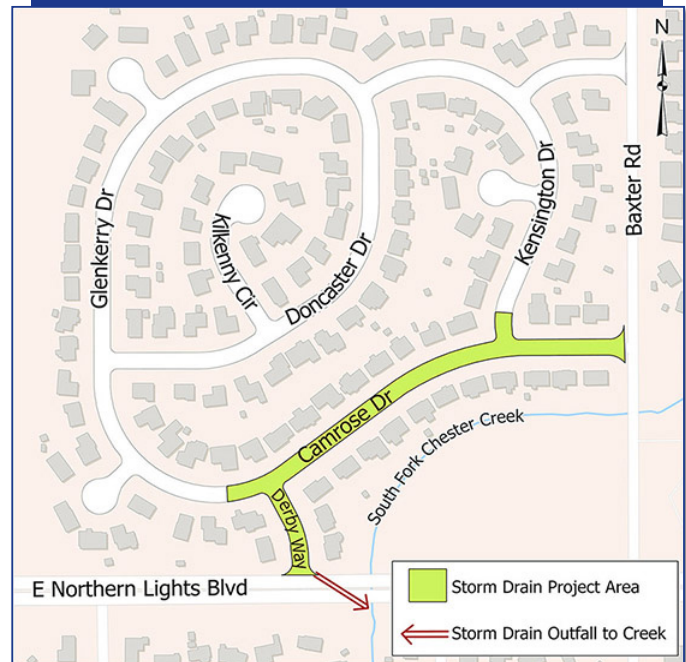 N
Glenkerry Dr
Kilkenny Cir
Doncaster Dr
Kensington Dr
Baxter Rd
Camrose Dr
South Fork Chester Creek
Derby Way
E Northern Lights Blvd
Storm Drain Project Area
Storm Drain Outfall to Creek